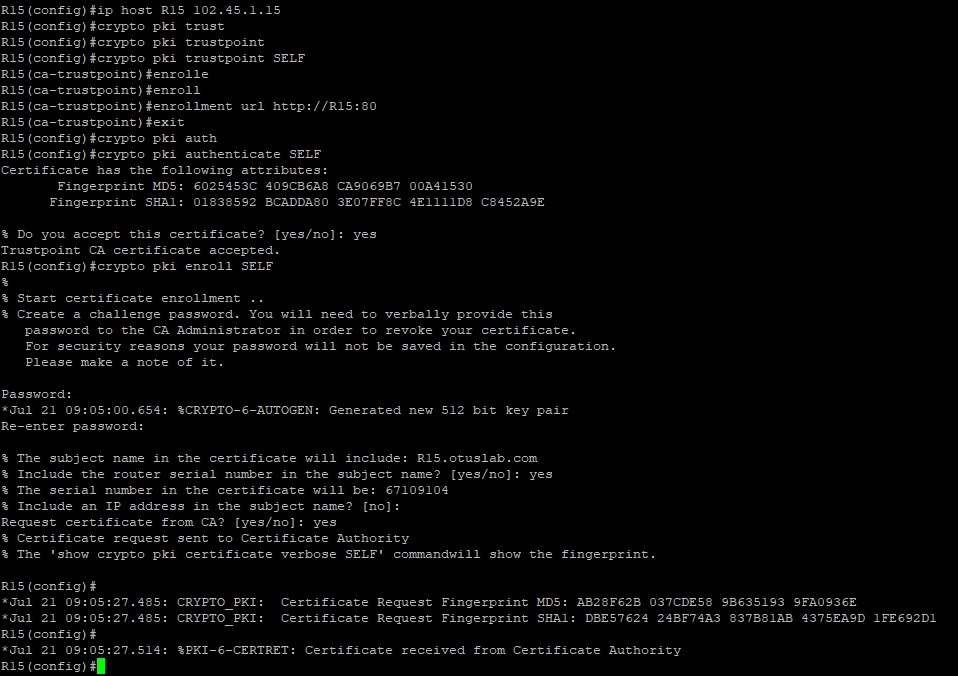 R15(config)#ip host R15 102.45.1.15
R15(config)#crypto pki trust
R15(config)#crypto pki trustpoint
R15(config)#crypto pki trustpoint SELF
R15(ca-trustpoint)#enrolle
R15(ca-trustpoint)#enroll
R15(ca-trustpoint)#enrollment url http://R15:80
R15(ca-trustpoint)#exit
R15(config)#crypto pki auth
R15(config)#crypto pki authenticate SELF
Certificate has the following attributes:
       Fingerprint MD5: 6025453C 409CB6A8 CA9069B7 00A41530
      Fingerprint SHA1: 01838592 BCADDA80 3E07FF8C 4E1111D8 C8452A9E
% Do you accept this certificate? [yes/no]: yes
Trustpoint CA certificate accepted.
R15(config)#crypto pki enroll SELF
%
% Start certificate enrollment ..
% Create a challenge password. You will need to verbally provide this
   password to the CA Administrator in order to revoke your certificate.
   For security reasons your password will not be saved in the configuration.
   Please make a note of it.
Password:
*Jul 21 09:05:00.654: %CRYPTO-6-AUTOGEN: Generated new 512 bit key pair
Re-enter password:
% The subject name in the certificate will include: R15.otuslab.com
% Include the router serial number in the subject name? [yes/no]: yes
% The serial number in the certificate will be: 67109104
% Include an IP address in the subject name? [no]:
Request certificate from CA? [yes/no]: yes
% Certificate request sent to Certificate Authority
% The 'show crypto pki certificate verbose SELF' commandwill show the fingerprint.
R15(config)#
*Jul 21 09:05:27.485: CRYPTO_PKI:  Certificate Request Fingerprint MD5: AB28F62B 037CDE58 9B635193 9FA0936E
*Jul 21 09:05:27.485: CRYPTO_PKI:  Certificate Request Fingerprint SHA1: DBE57624 24BF74A3 837B81AB 4375EA9D 1FE692D1
R15(config)#
*Jul 21 09:05:27.514: %PKI-6-CERTRET: Certificate received from Certificate Authority
R15(config)#